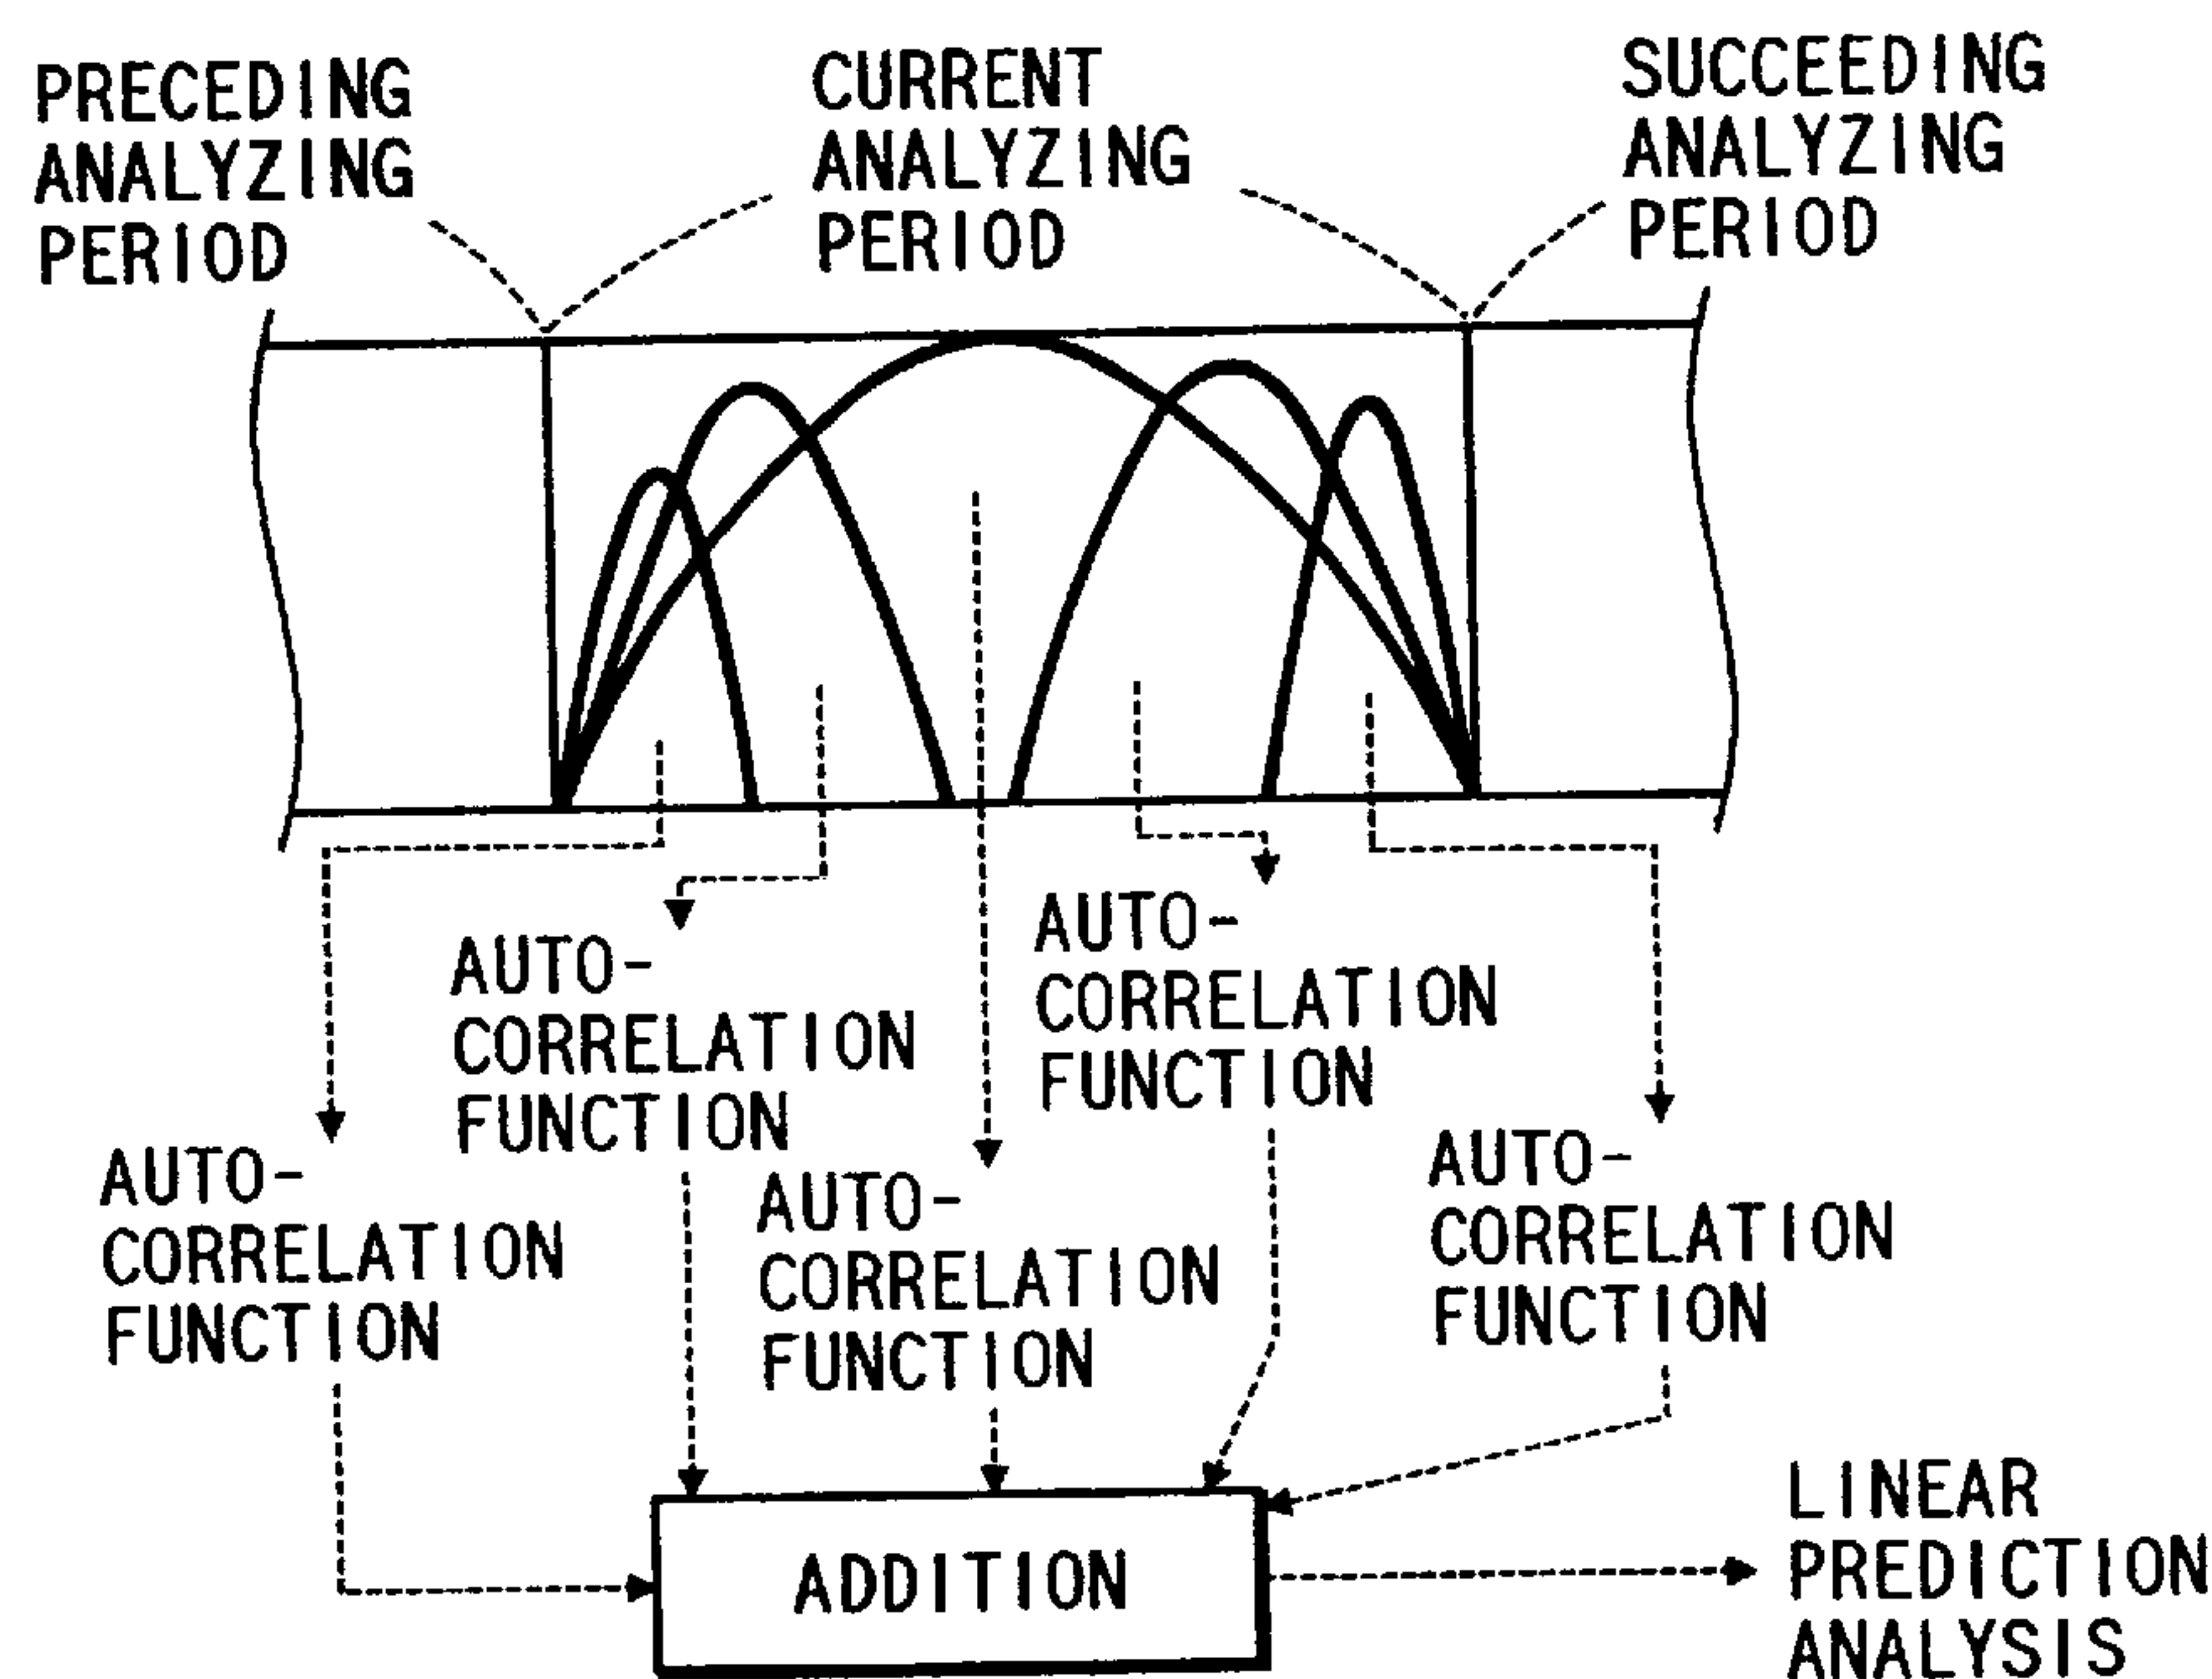 PRECEDING
ANALYZING
PERIOD
CURRENT
ANALYZING
PERIOD
SUCCEEDING
ANALYZING
PERIOD
AUTO-
CORRELATION
FUNCTION
AUTO-
CORRELATION
FUNCTION
AUTO-
CORRELATION
FUNCTION
AUTO-
CORRELATION
FUNCTION
AUTO-
CORRELATION
FUNCTION
ADDITION
LINEAR
PREDICTION
ANALYSIS